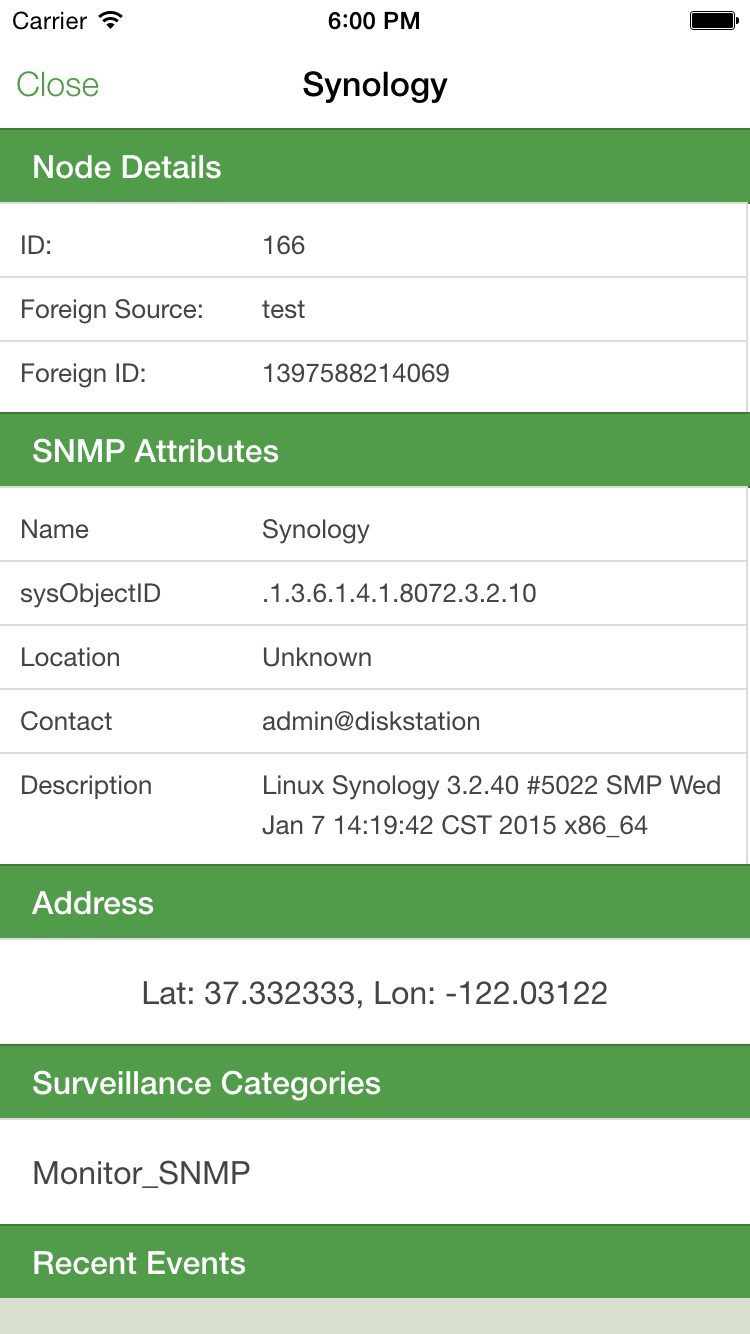 Carrier 6:00 PM
Close Synology
Node Details
ID: 166
Foreign Source: test
Foreign ID: 1397588214069
SNMP Attributes
Name Synology
sysObjectID .1.3.6.1.4.1.8072.3.2.10
Location Unknown
Contact admin@diskstation
Description Linux Synology 3.2.40 #5022 SMP Wed
Jan 7 14:19:42 CST 2015 x86_64
Address
Lat: 37.332333, Lon: -122.03122
Surveillance Categories
Monitor_SNMP
Recent Events